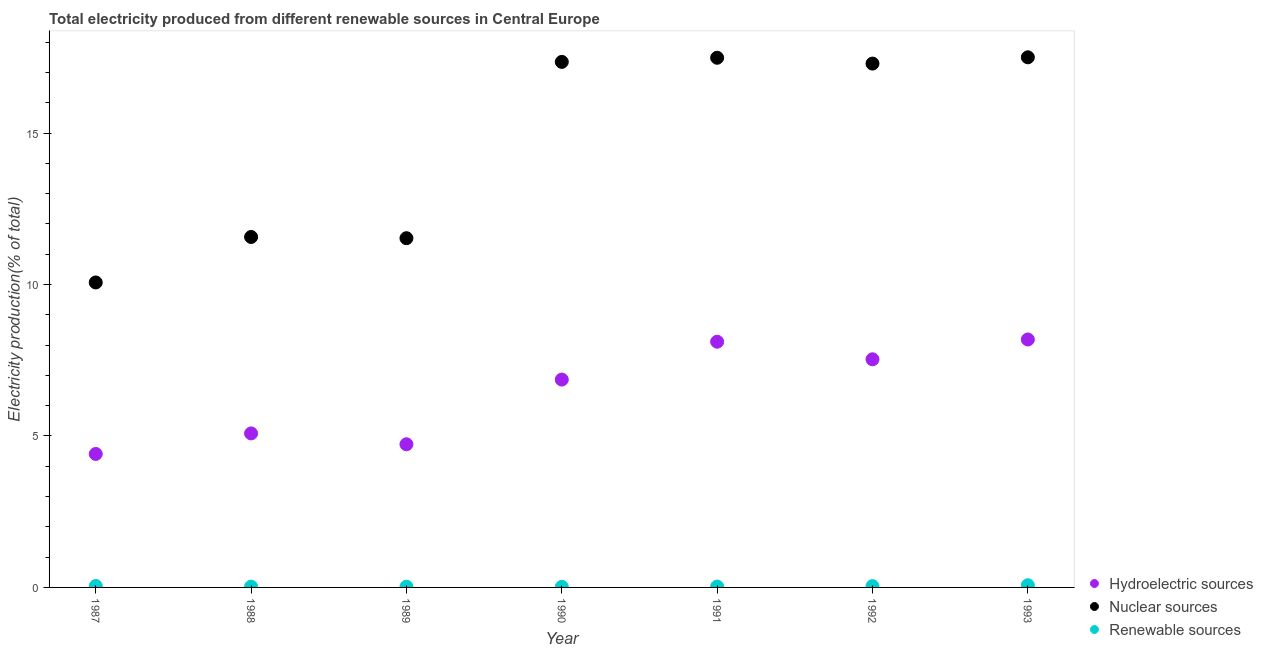 Total electricity produced from different renewable sources in Central Europe
Electricity production(% of total)
15
10
5
0
1987
1988
1989
1990
1991
1992
1993
Year
Hydroelectric sources
Nuclear sources
Renewable sources